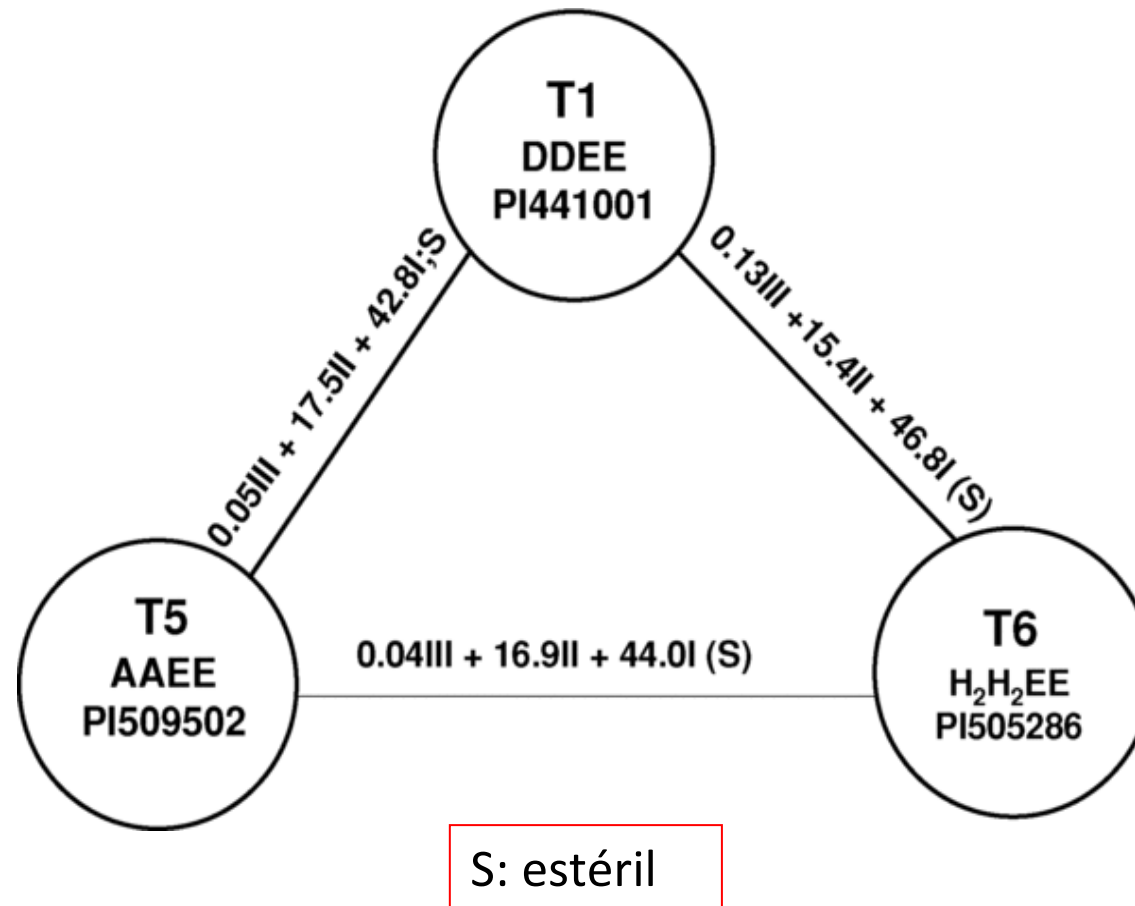 T1
DDEE
PI441001
0.05III + 17.5II + 42.8I;S
0.13III +15.4II + 46.8I (S)
T5
AAEE
PI509502
0.04III + 16.9II + 44.0I (S)
T6
H₂H₂EE
PI505286
S: estéril